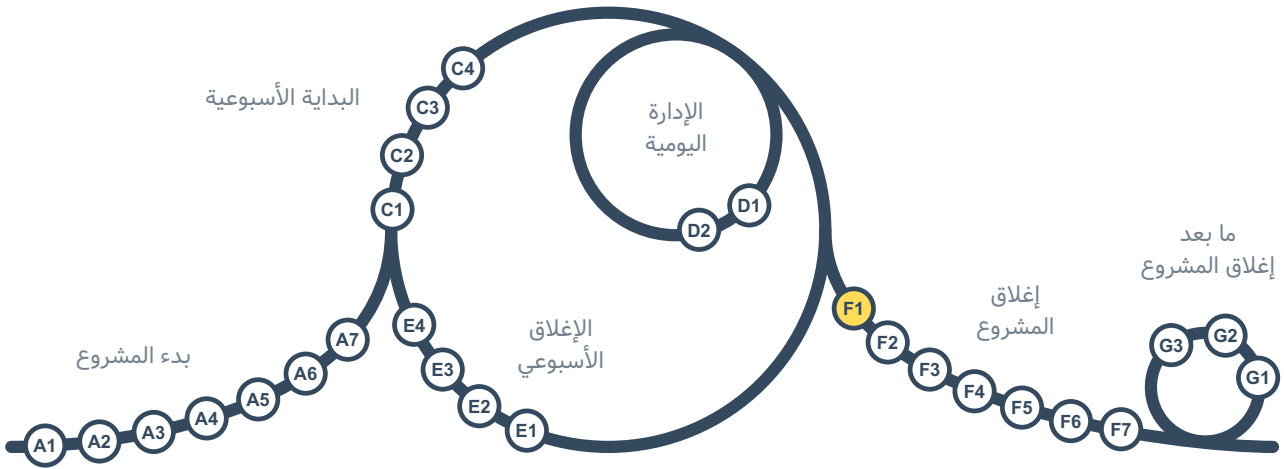 البداية الأسبوعية
C4
C3
C2
C1
الإدارة
اليومية
D1
D2
ما بعد
إغلاق المشروع
G3
G2
G1
إغلاق
المشروع
F1
F2
F3
F4
F5
F6
F7
الإغلاق
الأسبوعي
E4
E3
E2
E1
بدء المشروع
A1
A2
A3
A4
A5
A6
A7